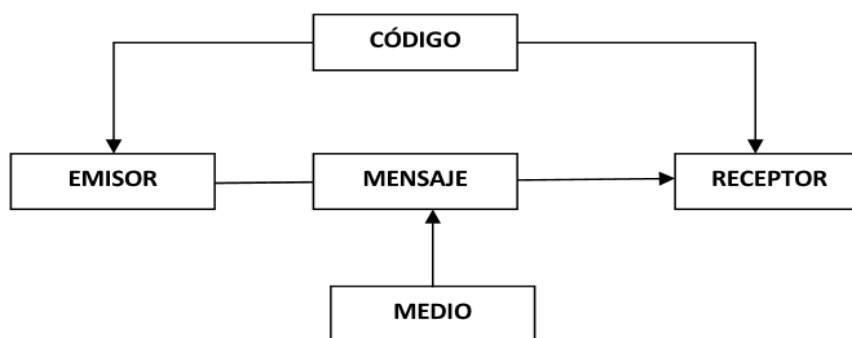 CÓDIGO
EMISOR
MENSAJE
RECEPTOR
MEDIO